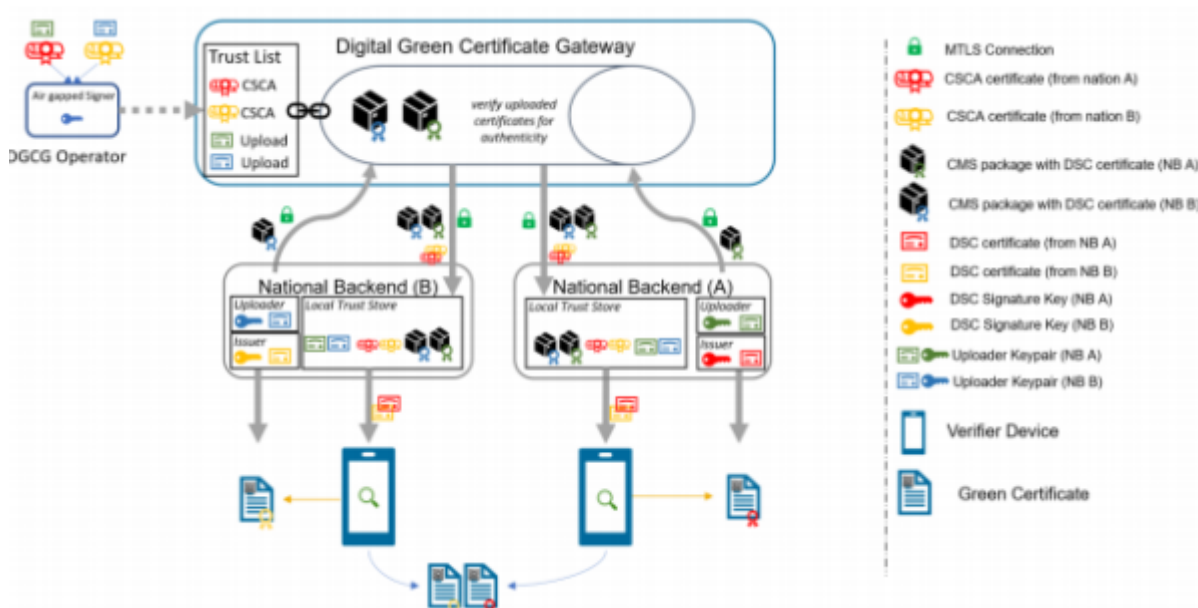 Digital Green Certificate Gateway
Trust List
CSCA
CSCA
Upload
Upload
Air gapped Signer
DGCG Operator
verify uploaded
certificates for
authenticity
National Backend (B)
Uploader
Local Trust Store
Issuer
National Backend (A)
Local Trust Store
Uploader
Issuer
MTLS Connection
CSCA certificate (from nation A)
CSCA certificate (from nation B)
CMS package with DSC certificate (NB A)
CMS package with DSC certificate (NB B)
DSC certificate (from NB A)
DSC certificate (from NB B)
DSC Signature Key (NB A)
DSC Signature Key (NB B)
Uploader Keypair (NB A)
Uploader Keypair (NB B)
Verifier Device
Green Certificate